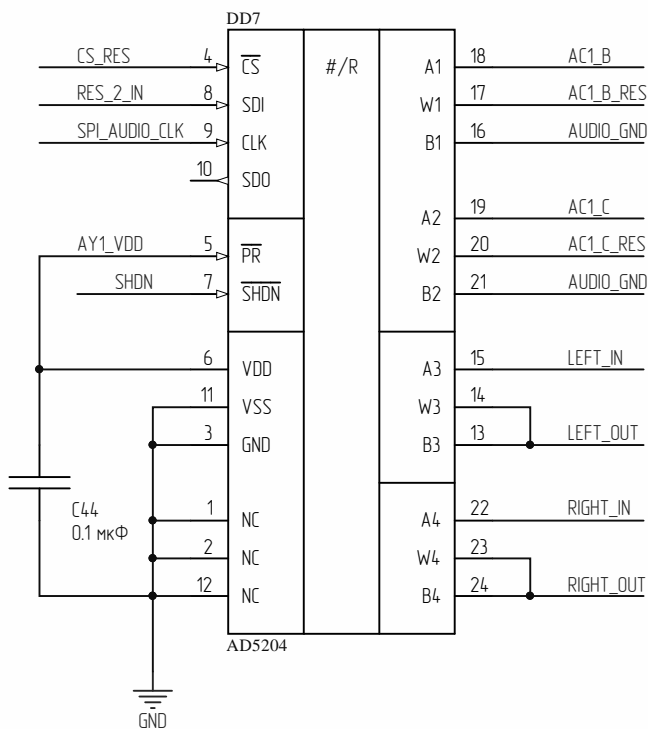 DD7
CS_RES 4 CS #/R A1 18 AC1_B
RES_2_IN 8 SDI W1 17 AC1_B_RES
SPI_AUDIO_CLK 9 CLK B1 16 AUDIO_GND
10 SDO
A2 19 AC1_C
AY1_VDD 5 PR W2 20 AC1_C_RES
SHDN 7 SHDN B2 21 AUDIO_GND
6 VDD A3 15 LEFT_IN
11 VSS W3 14
3 GND B3 13 LEFT_OUT
C44
0.1 мкФ
1 NC A4 22 RIGHT_IN
2 NC W4 23
12 NC B4 24 RIGHT_OUT
AD5204
GND